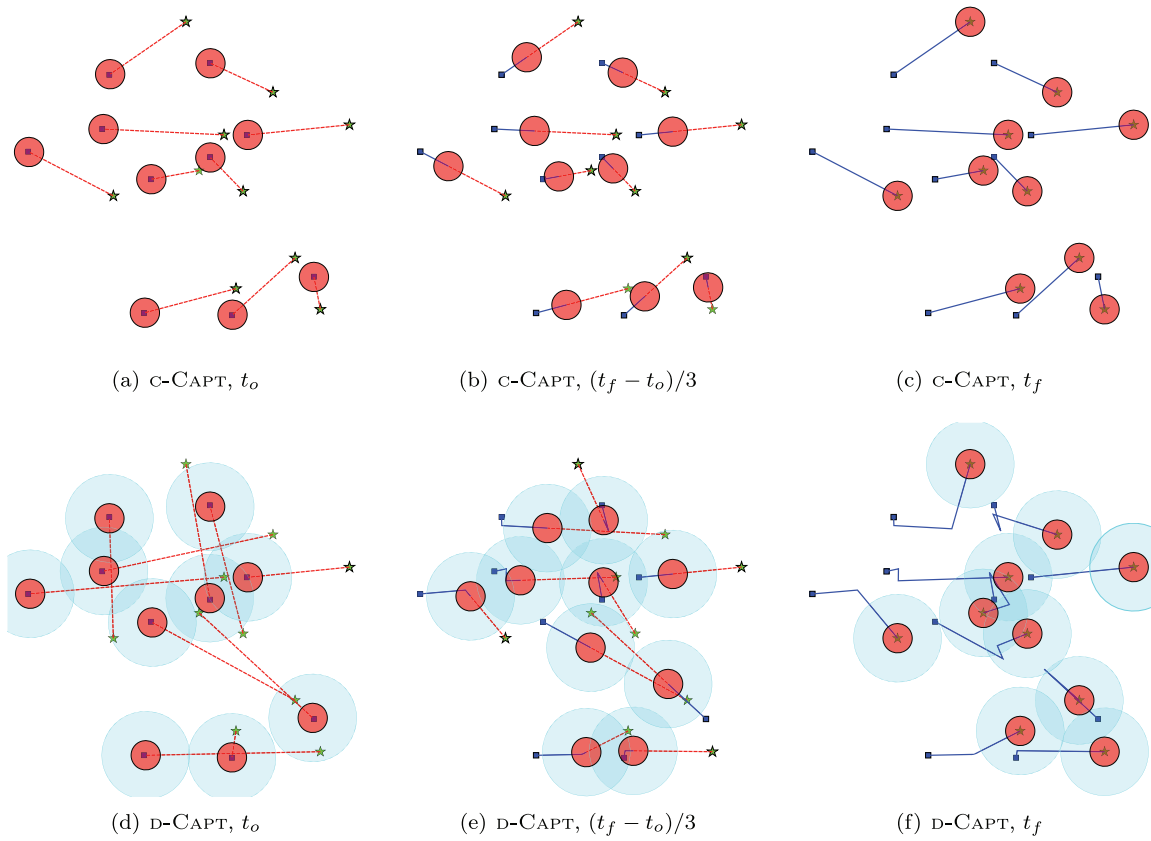 (a) C-CAPT, t_o
(b) C-CAPT, (t_f − t_o)/3
(c) C-CAPT, t_f
(d) D-CAPT, t_o
(e) D-CAPT, (t_f − t_o)/3
(f) D-CAPT, t_f